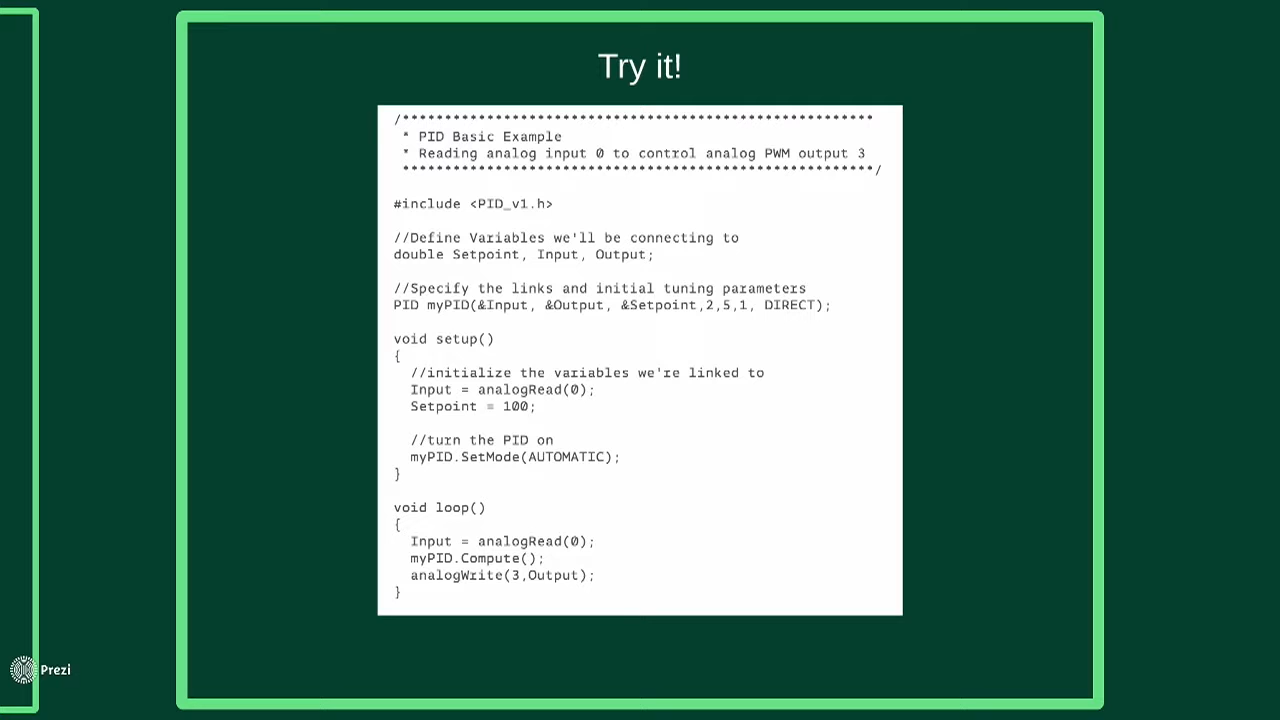 Try it!
/********************************************************
 * PID Basic Example
 * Reading analog input 0 to control analog PWM output 3
 ********************************************************/
#include <PID_v1.h>
//Define Variables we'll be connecting to
double Setpoint, Input, Output;
//Specify the links and initial tuning parameters
PID myPID(&Input, &Output, &Setpoint,2,5,1, DIRECT);
void setup()
{
  //initialize the variables we're linked to
  Input = analogRead(0);
  Setpoint = 100;
  //turn the PID on
  myPID.SetMode(AUTOMATIC);
}
void loop()
{
  Input = analogRead(0);
  myPID.Compute();
  analogWrite(3,Output);
}
Prezi